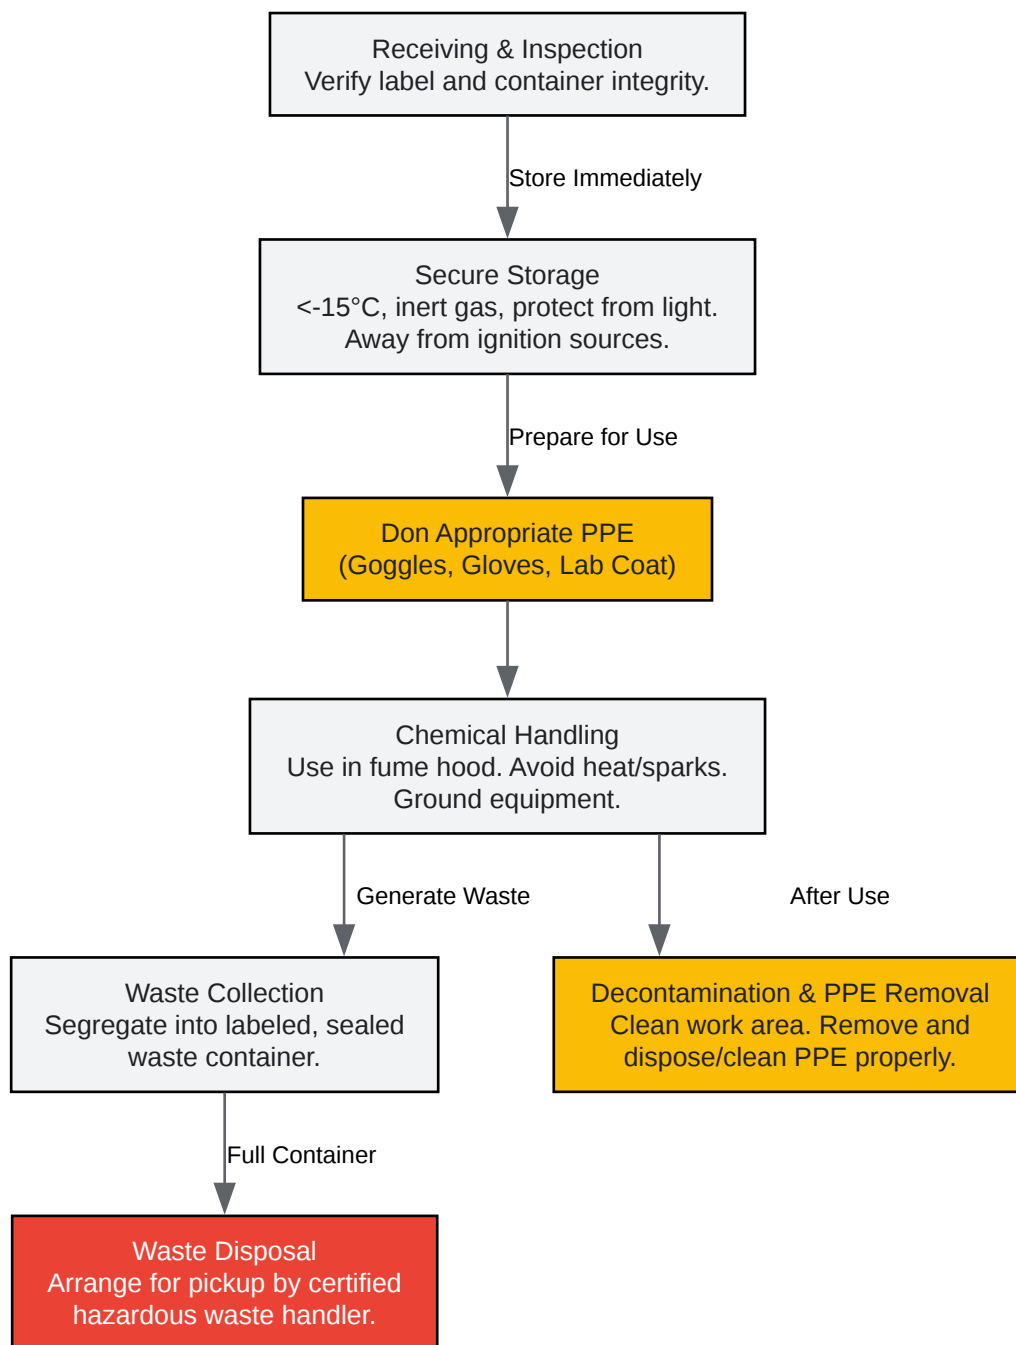 Receiving & Inspection
Verify label and container integrity.
Store Immediately
Secure Storage
<-15°C, inert gas, protect from light.
Away from ignition sources.
Prepare for Use
Don Appropriate PPE
(Goggles, Gloves, Lab Coat)
Chemical Handling
Use in fume hood. Avoid heat/sparks.
Ground equipment.
Generate Waste
After Use
Waste Collection
Segregate into labeled, sealed
waste container.
Decontamination & PPE Removal
Clean work area. Remove and
dispose/clean PPE properly.
Full Container
Waste Disposal
Arrange for pickup by certified
hazardous waste handler.